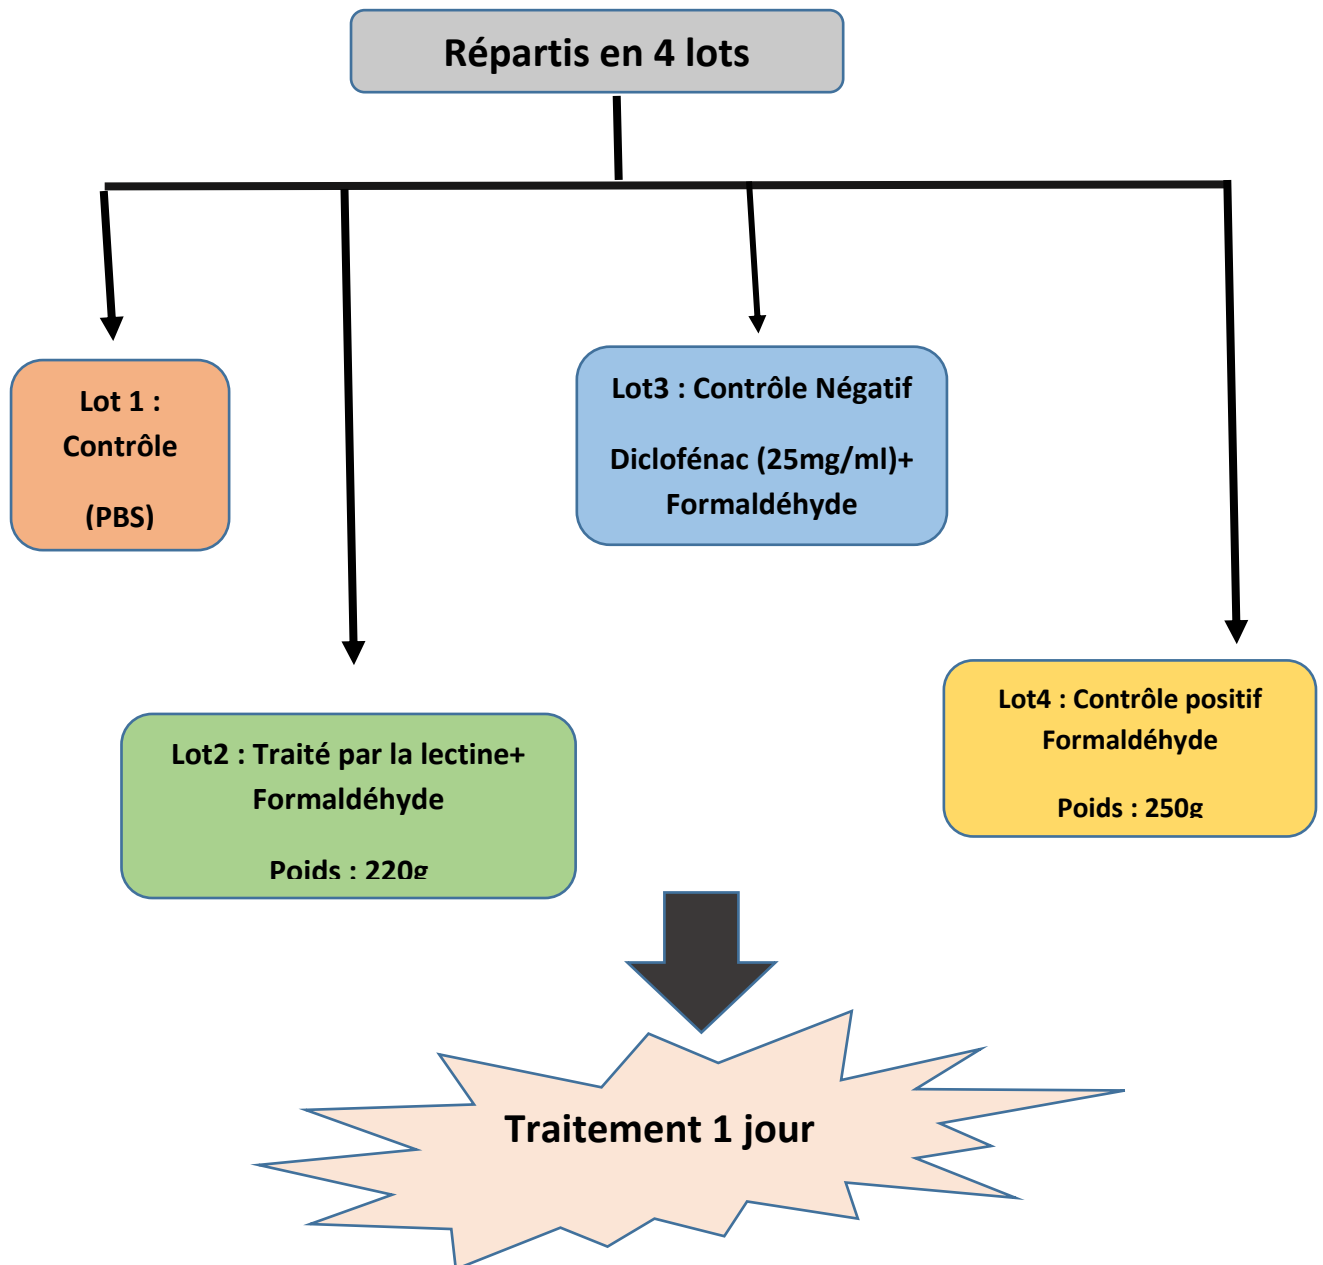 Répartis en 4 lots
Lot 1 :
Contrôle
(PBS)
Lot3 : Contrôle Négatif
Diclofénac (25mg/ml)+
Formaldéhyde
Lot2 : Traité par la lectine+
Formaldéhyde
Poids : 220g
Lot4 : Contrôle positif
Formaldéhyde
Poids : 250g
Traitement 1 jour